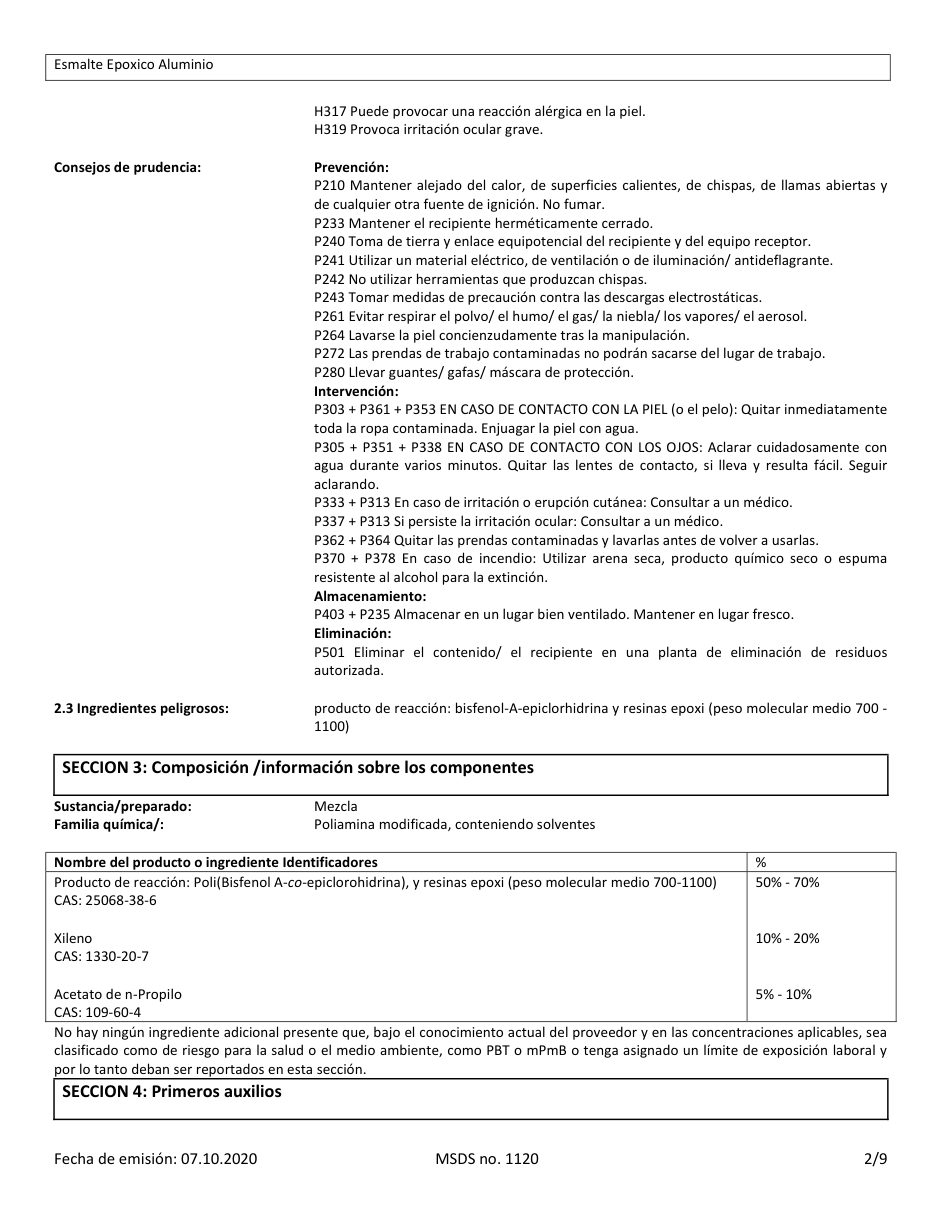 Esmalte Epoxico Aluminio
H317 Puede provocar una reacción alérgica en la piel.
H319 Provoca irritación ocular grave.
Consejos de prudencia:
Prevención:
P210 Mantener alejado del calor, de superficies calientes, de chispas, de llamas abiertas y
de cualquier otra fuente de ignición. No fumar.
P233 Mantener el recipiente herméticamente cerrado.
P240 Toma de tierra y enlace equipotencial del recipiente y del equipo receptor.
P241 Utilizar un material eléctrico, de ventilación o de iluminación/ antideflagrante.
P242 No utilizar herramientas que produzcan chispas.
P243 Tomar medidas de precaución contra las descargas electrostáticas.
P261 Evitar respirar el polvo/ el humo/ el gas/ la niebla/ los vapores/ el aerosol.
P264 Lavarse la piel concienzudamente tras la manipulación.
P272 Las prendas de trabajo contaminadas no podrán sacarse del lugar de trabajo.
P280 Llevar guantes/ gafas/ máscara de protección.
Intervención:
P303 + P361 + P353 EN CASO DE CONTACTO CON LA PIEL (o el pelo): Quitar inmediatamente
toda la ropa contaminada. Enjuagar la piel con agua.
P305 + P351 + P338 EN CASO DE CONTACTO CON LOS OJOS: Aclarar cuidadosamente con
agua durante varios minutos. Quitar las lentes de contacto, si lleva y resulta fácil. Seguir
aclarando.
P333 + P313 En caso de irritación o erupción cutánea: Consultar a un médico.
P337 + P313 Si persiste la irritación ocular: Consultar a un médico.
P362 + P364 Quitar las prendas contaminadas y lavarlas antes de volver a usarlas.
P370 + P378 En caso de incendio: Utilizar arena seca, producto químico seco o espuma
resistente al alcohol para la extinción.
Almacenamiento:
P403 + P235 Almacenar en un lugar bien ventilado. Mantener en lugar fresco.
Eliminación:
P501 Eliminar el contenido/ el recipiente en una planta de eliminación de residuos
autorizada.
2.3 Ingredientes peligrosos:
producto de reacción: bisfenol-A-epiclorhidrina y resinas epoxi (peso molecular medio 700 -
1100)
SECCION 3: Composición /información sobre los componentes
Sustancia/preparado: Mezcla
Familia química/: Poliamina modificada, conteniendo solventes
Nombre del producto o ingrediente Identificadores %
Producto de reacción: Poli(Bisfenol A-co-epiclorohidrina), y resinas epoxi (peso molecular medio 700-1100) 50% - 70%
CAS: 25068-38-6
Xileno 10% - 20%
CAS: 1330-20-7
Acetato de n-Propilo 5% - 10%
CAS: 109-60-4
No hay ningún ingrediente adicional presente que, bajo el conocimiento actual del proveedor y en las concentraciones aplicables, sea
clasificado como de riesgo para la salud o el medio ambiente, como PBT o mPmB o tenga asignado un límite de exposición laboral y
por lo tanto deban ser reportados en esta sección.
SECCION 4: Primeros auxilios
Fecha de emisión: 07.10.2020 MSDS no. 1120 2/9